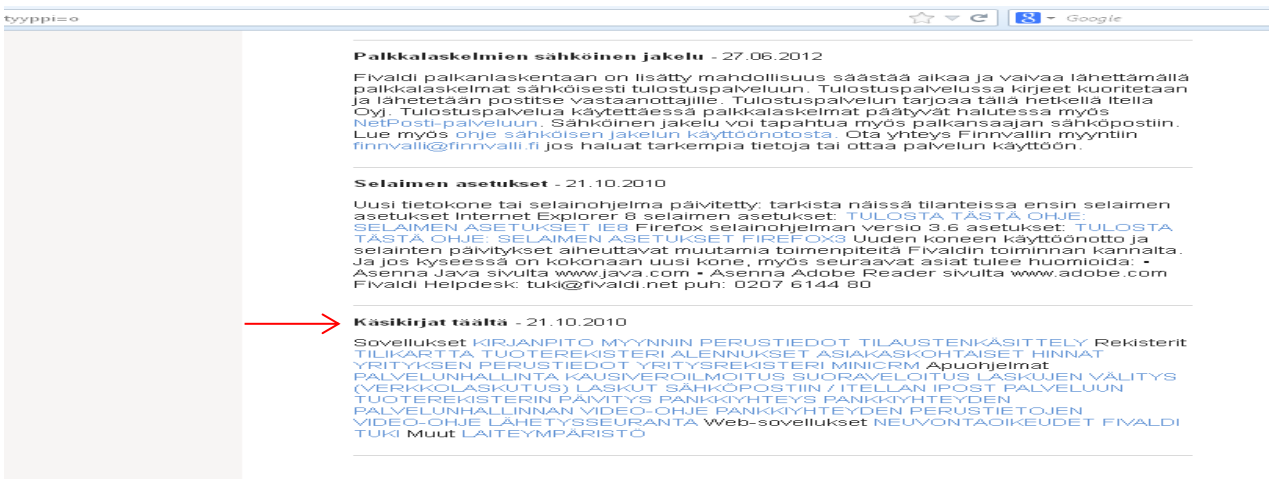 tyyppi=o
Google
Palkkalaskelmien sähköinen jakelu - 27.06.2012
Fivaldi palkanlaskentaan on lisätty mahdollisuus säästää aikaa ja vaivaa lähettämällä
palkkalaskelmat sähköisesti tulostuspalveluun. Tulostuspalvelussa kirjeet kuoritetaan
ja lähetetään postitse vastaanottajille. Tulostuspalvelun tarjoaa tällä hetkellä Itella
Oyj. Tulostuspalvelua käytettäessä palkkalaskelmat päätyvät halutessa myös
NetPosti-palveluun. Sähköinen jakelu voi tapahtua myös palkansaajan sähköpostiin.
Lue myös ohje sähköisen jakelun käyttöönotosta. Ota yhteys Finnvallin myyntiin
finnvalli@finnvalli.fi jos haluat tarkempia tietoja tai ottaa palvelun käyttöön.
Selaimen asetukset - 21.10.2010
Uusi tietokone tai selainohjelma päivitetty: tarkista näissä tilanteissa ensin selaimen
asetukset Internet Explorer 8 selaimen asetukset: TULOSTA TÄSTÄ OHJE:
SELAIMEN ASETUKSET IE8 Firefox selainohjelman versio 3.6 asetukset: TULOSTA
TÄSTÄ OHJE: SELAIMEN ASETUKSET FIREFOX3 Uuden koneen käyttöönotto ja
selainten päivitykset aiheuttavat muutamia toimenpiteitä Fivaldin toiminnan kannalta.
Ja jos kyseessä on kokonaan uusi kone, myös seuraavat asiat tulee huomioida: •
Asenna Java sivulta www.java.com • Asenna Adobe Reader sivulta www.adobe.com
Fivaldi Helpdesk: tuki@fivaldi.net puh: 0207 6144 80
Käsikirjat täältä - 21.10.2010
Sovellukset KIRJANPITO MYYNNIN PERUSTIEDOT TILAUSTENKÄSITTELY Rekisterit
TILIKARTTA TUOTEREKISTERI ALENNUKSET ASIAKASKOHTAISET HINNAT
YRITYKSEN PERUSTIEDOT YRITYSREKISTERI MINICRM Apuohjelmat
PALVELUNHALLINTA KAUSIVEROILMOITUS SUORAVELOITUS LASKUJEN VÄLITYS
(VERKKOLASKUTUS) LASKUT SÄHKÖPOSTIIN / ITELLAN IPOST PALVELUUN
TUOTEREKISTERIN PÄIVITYS PANKKIYHTEYS PANKKIYHTEYDEN
PALVELUNHALLINNAN VIDEO-OHJE PANKKIYHTEYDEN PERUSTIETOJEN
VIDEO-OHJE LÄHETYSSEURANTA Web-sovellukset NEUVONTAOIKEUDET FIVALDI
TUKI Muut LAITEYMPÄRISTÖ